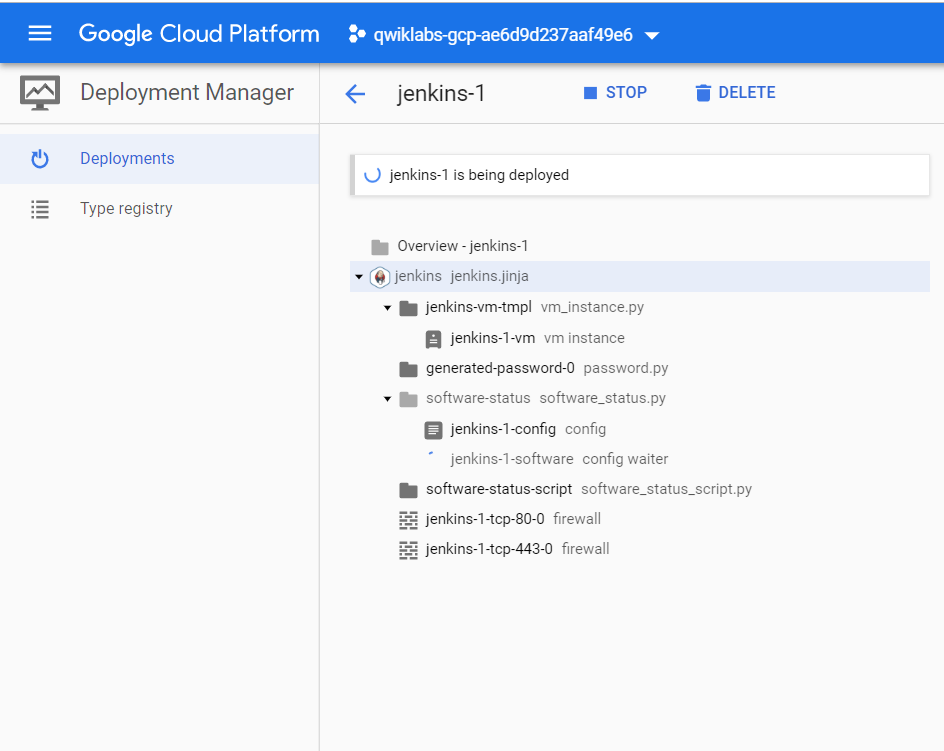 Google Cloud Platform qwiklabs-gcp-ae6d9d237aaf49e6
Deployment Manager
jenkins-1 STOP DELETE
Deployments
Type registry
jenkins-1 is being deployed
Overview - jenkins-1
jenkins jenkins.jinja
jenkins-vm-tmpl vm_instance.py
jenkins-1-vm vm instance
generated-password-0 password.py
software-status software_status.py
jenkins-1-config config
jenkins-1-software config waiter
software-status-script software_status_script.py
jenkins-1-tcp-80-0 firewall
jenkins-1-tcp-443-0 firewall